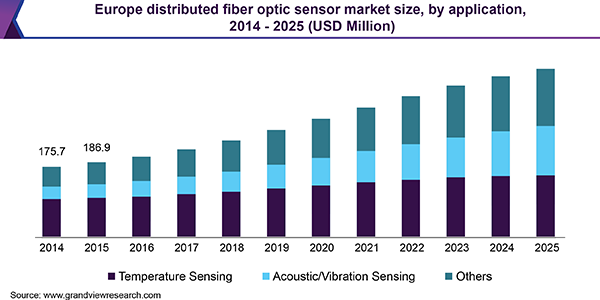 Europe distributed fiber optic sensor market size, by application,
2014 - 2025 (USD Million)
175.7 186.9
2014 2015 2016 2017 2018 2019 2020 2021 2022 2023 2024 2025
Temperature Sensing Acoustic/Vibration Sensing Others
Source: www.grandviewresearch.com